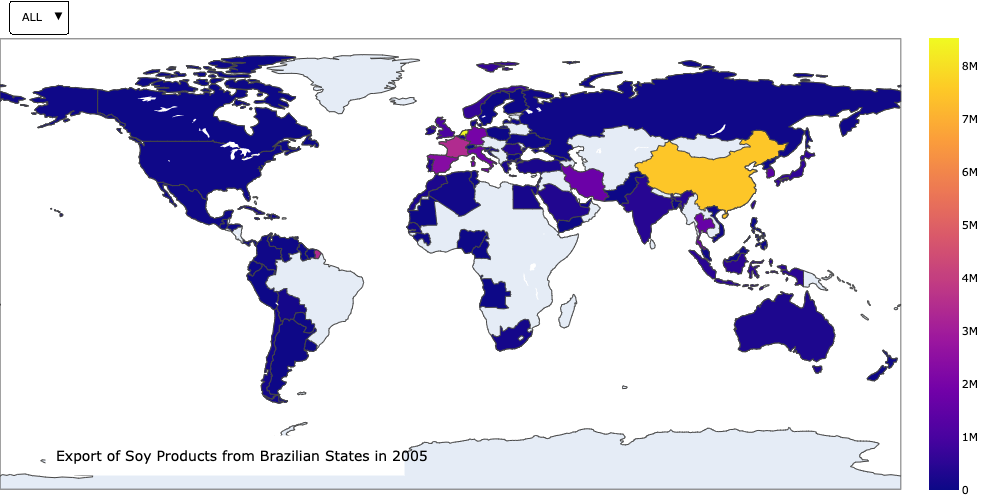 ALL ▼
8M
7M
6M
5M
4M
3M
2M
1M
0
Export of Soy Products from Brazilian States in 2005